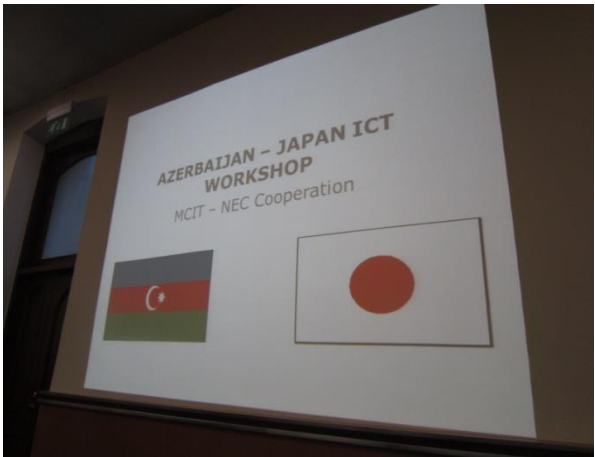 AZERBAIJAN – JAPAN ICT
WORKSHOP
MCIT – NEC Cooperation